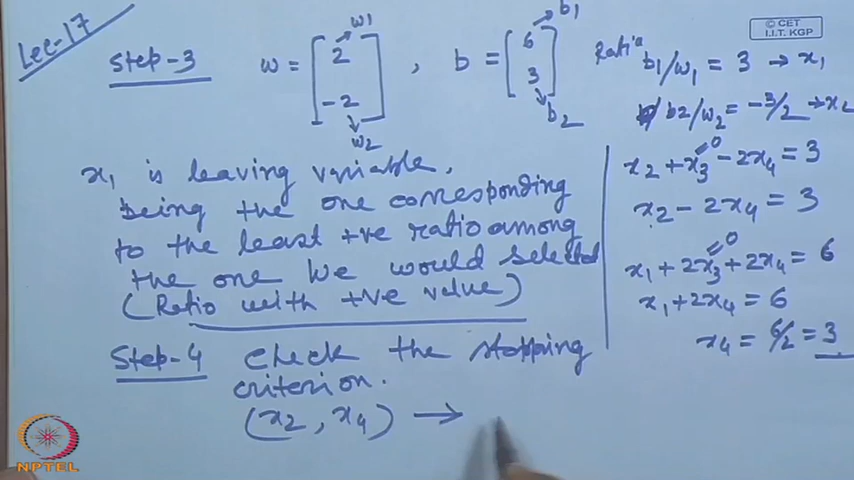 Lec-17
© CET
I.I.T. KGP
Step-3 w = [2 -2] , b = [6 3]
w1
w2
b1
b2
Ratio b1/w1 = 3 → x1
b2/w2 = -3/2 → x2
x2 + x3 - 2x4 = 3
0
x2 - 2x4 = 3
x1 + 2x3 + 2x4 = 6
0
x1 + 2x4 = 6
x4 = 6/2 = 3
x1 is leaving variable,
being the one corresponding
to the least +ve ratio among
the one we would selected
(Ratio with +ve value)
Step-4 Check the stopping
criterion.
(x2, x4) →
NPTEL